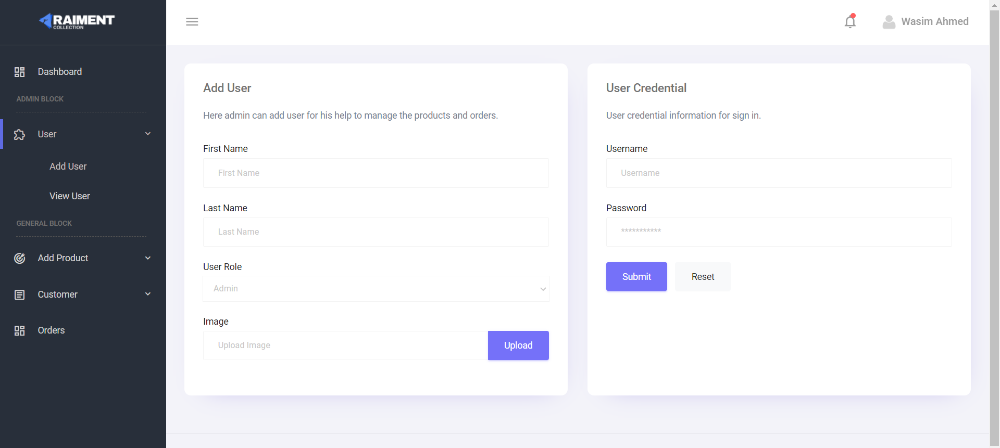 RAIMENT
COLLECTION
Wasim Ahmed
Dashboard
ADMIN BLOCK
User
Add User
View User
GENERAL BLOCK
Add Product
Customer
Orders
Add User
Here admin can add user for his help to manage the products and orders.
First Name
First Name
Last Name
Last Name
User Role
Admin
Image
Upload Image
Upload
User Credential
User credential information for sign in.
Username
Username
Password
***********
Submit
Reset